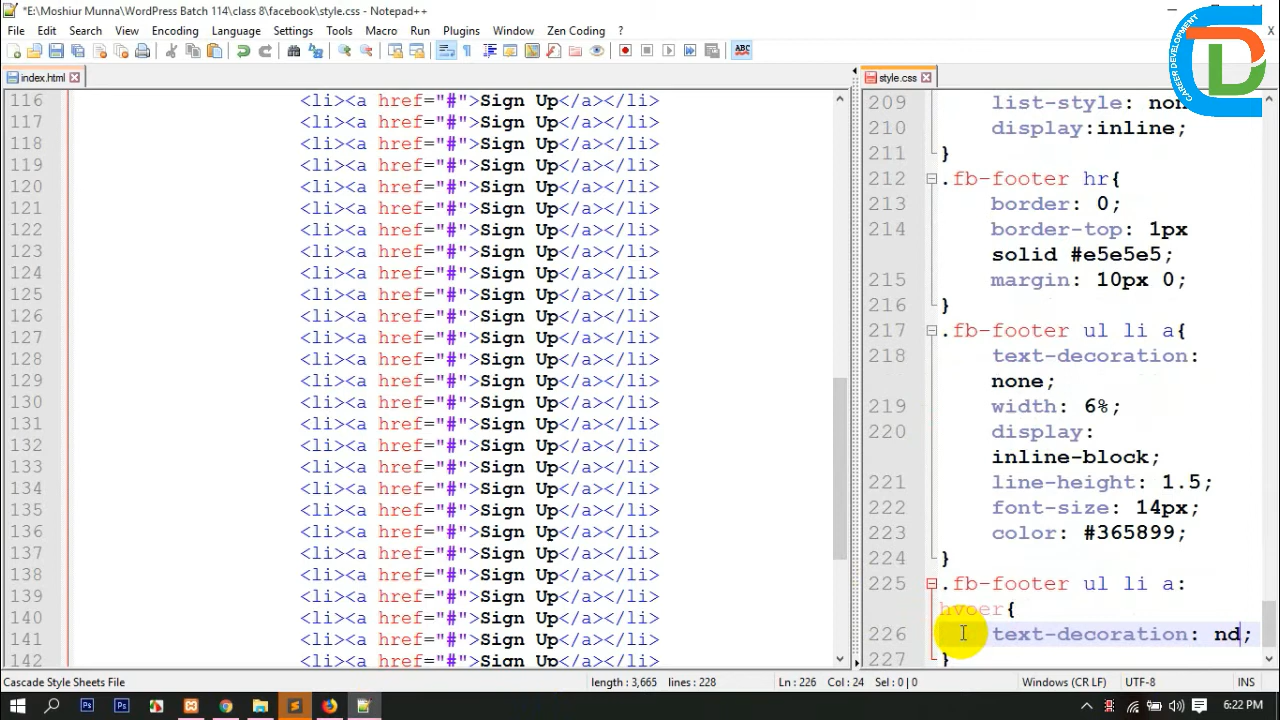 *E:\Moshiur Munna\WordPress Batch 114\class 8\facebook\style.css - Notepad++
File Edit Search View Encoding Language Settings Tools Macro Run Plugins Window Zen Coding ? X
CAREER DEVELOPMENT
index.html
style.css
116 <li><a href="#">Sign Up</a></li>
117 <li><a href="#">Sign Up</a></li>
118 <li><a href="#">Sign Up</a></li>
119 <li><a href="#">Sign Up</a></li>
120 <li><a href="#">Sign Up</a></li>
121 <li><a href="#">Sign Up</a></li>
122 <li><a href="#">Sign Up</a></li>
123 <li><a href="#">Sign Up</a></li>
124 <li><a href="#">Sign Up</a></li>
125 <li><a href="#">Sign Up</a></li>
126 <li><a href="#">Sign Up</a></li>
127 <li><a href="#">Sign Up</a></li>
128 <li><a href="#">Sign Up</a></li>
129 <li><a href="#">Sign Up</a></li>
130 <li><a href="#">Sign Up</a></li>
131 <li><a href="#">Sign Up</a></li>
132 <li><a href="#">Sign Up</a></li>
133 <li><a href="#">Sign Up</a></li>
134 <li><a href="#">Sign Up</a></li>
135 <li><a href="#">Sign Up</a></li>
136 <li><a href="#">Sign Up</a></li>
137 <li><a href="#">Sign Up</a></li>
138 <li><a href="#">Sign Up</a></li>
139 <li><a href="#">Sign Up</a></li>
140 <li><a href="#">Sign Up</a></li>
141 <li><a href="#">Sign Up</a></li>
142 <li><a href="#">Sign Up</a></li>
209 list-style: non
210 display:inline;
211 }
212 .fb-footer hr{
213 border: 0;
214 border-top: 1px
solid #e5e5e5;
215 margin: 10px 0;
216 }
217 .fb-footer ul li a{
218 text-decoration:
none;
219 width: 6%;
220 display:
inline-block;
221 line-height: 1.5;
222 font-size: 14px;
223 color: #365899;
224 }
225 .fb-footer ul li a:
hvoer{
226 text-decoration: nd;
227 }
Cascade Style Sheets File length : 3,665 lines : 228 Ln : 226 Col : 24 Sel : 0 | 0 Windows (CR LF) UTF-8 INS
6:22 PM